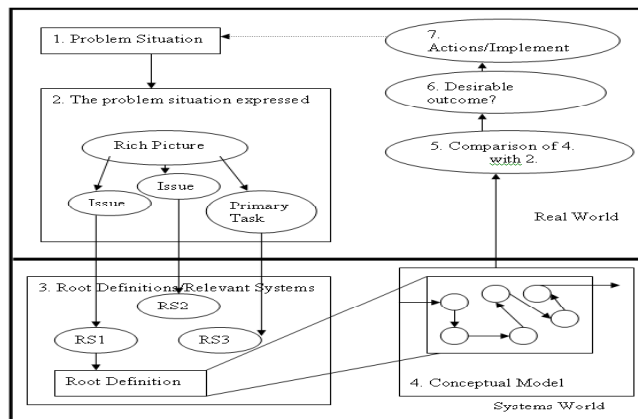 1. Problem Situation
2. The problem situation expressed
Rich Picture
Issue
Issue
Primary
Task
7.
Actions/Implement
6. Desirable
outcome?
5. Comparison of 4.
with 2.
Real World
3. Root Definitions/Relevant Systems
RS2
RS1
RS3
Root Definition
4. Conceptual Model
Systems World